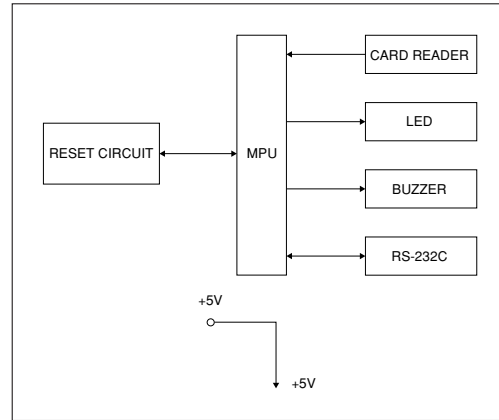 CARD READER
LED
RESET CIRCUIT
MPU
BUZZER
RS-232C
+5V
+5V